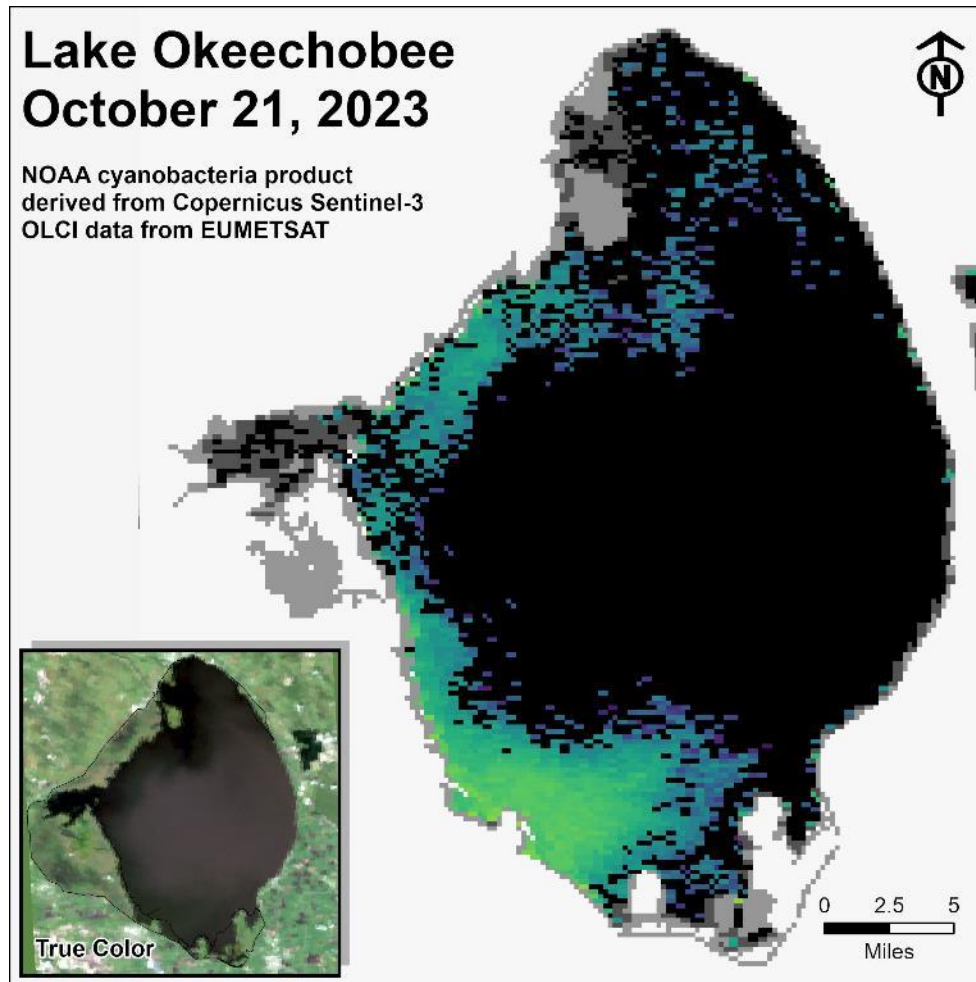 Lake Okeechobee
October 21, 2023
NOAA cyanobacteria product
derived from Copernicus Sentinel-3
OLCI data from EUMETSAT
N
True Color
0 2.5 5
Miles